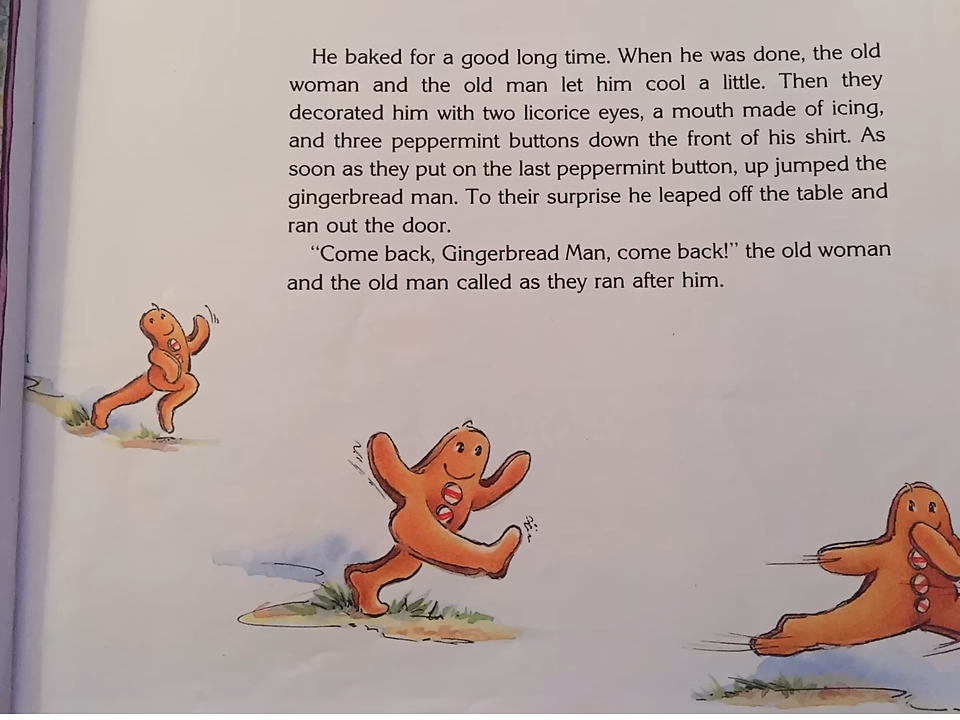 He baked for a good long time. When he was done, the old
woman and the old man let him cool a little. Then they
decorated him with two licorice eyes, a mouth made of icing,
and three peppermint buttons down the front of his shirt. As
soon as they put on the last peppermint button, up jumped the
gingerbread man. To their surprise he leaped off the table and
ran out the door.
“Come back, Gingerbread Man, come back!” the old woman
and the old man called as they ran after him.